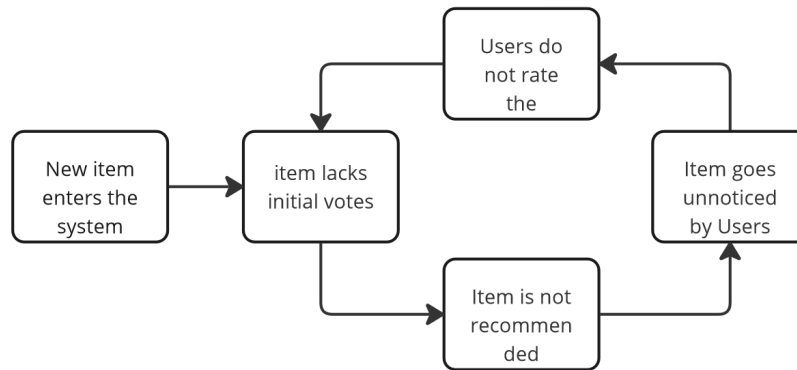 Users do
not rate
the
New item
enters the
system
item lacks
initial votes
Item goes
unnoticed
by Users
Item is not
recommen
ded